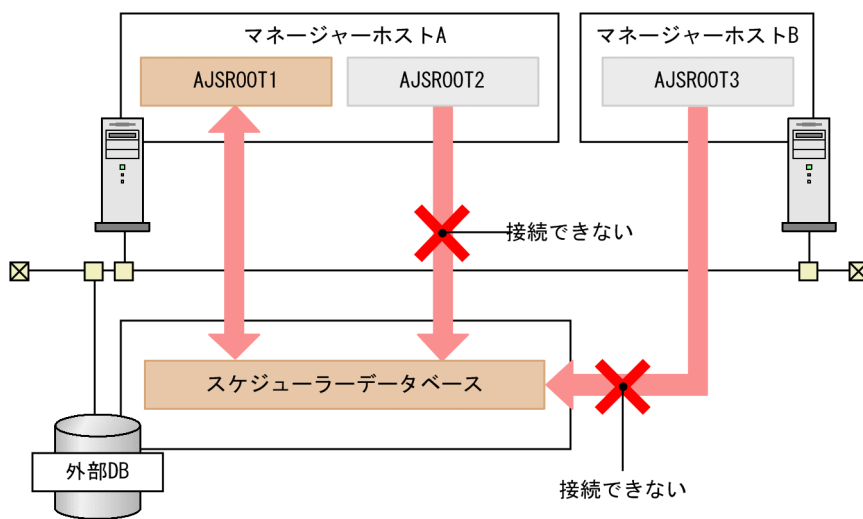 マネージャーホストA
マネージャーホストB
AJSROOT1
AJSROOT2
AJSROOT3
接続できない
スケジューラーデータベース
外部DB
接続できない